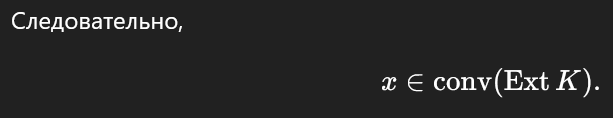 Следовательно,
x ∈ conv(Ext K).